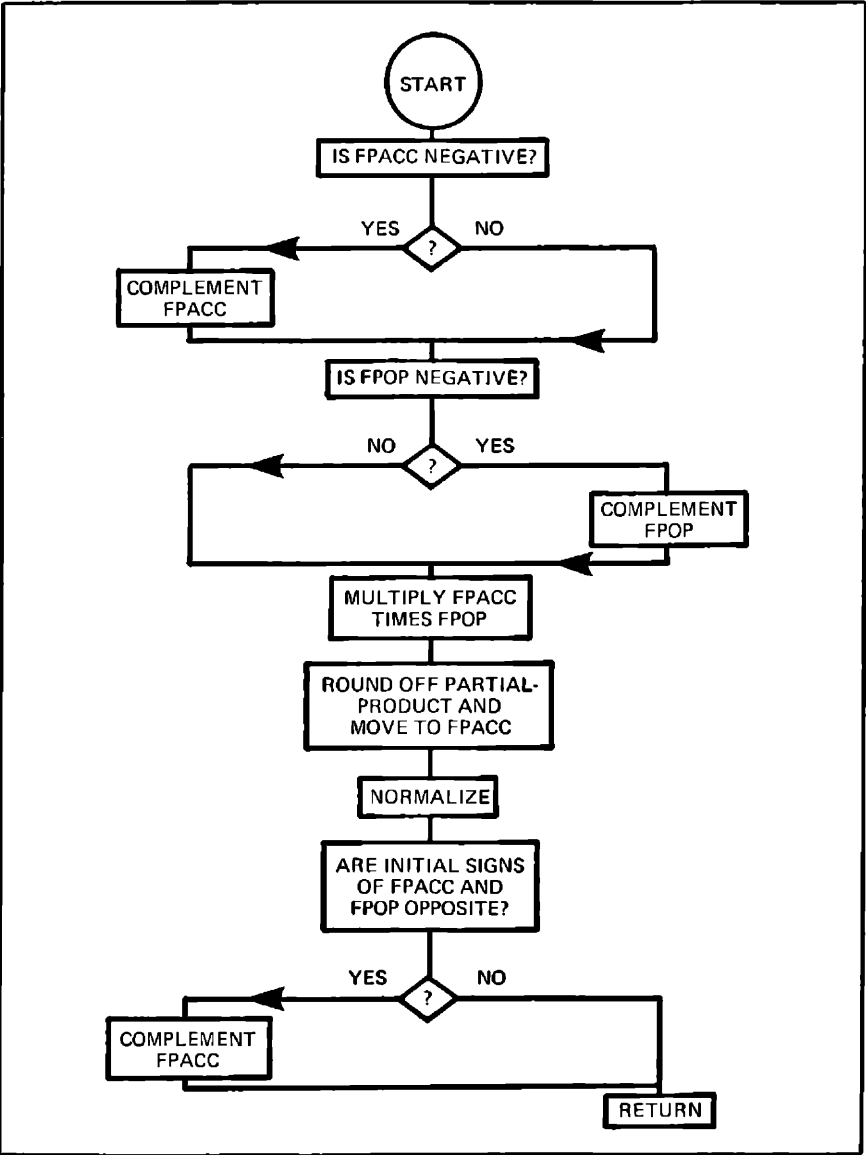 START
IS FPACC NEGATIVE?
YES NO
?
COMPLEMENT
FPACC
IS FPOP NEGATIVE?
NO YES
?
COMPLEMENT
FPOP
MULTIPLY FPACC
TIMES FPOP
ROUND OFF PARTIAL-
PRODUCT AND
MOVE TO FPACC
NORMALIZE
ARE INITIAL SIGNS
OF FPACC AND
FPOP OPPOSITE?
YES NO
?
COMPLEMENT
FPACC
RETURN